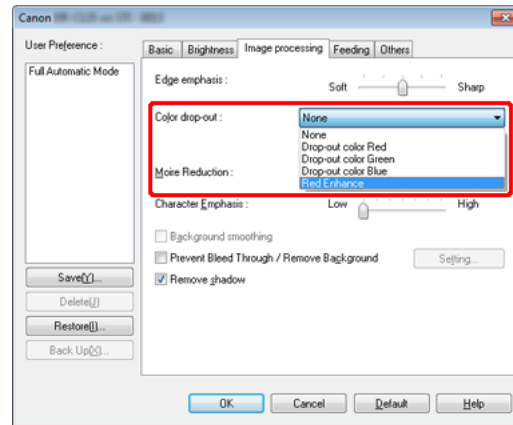 Canon
User Preference :
Full Automatic Mode
Save(Y)...
Delete(J)
Restore(I)...
Back Up(X)...
Basic Brightness Image processing Feeding Others
Edge emphasis :
Soft Sharp
Color drop-out :
None
None
Drop-out color Red
Drop-out color Green
Drop-out color Blue
Red Enhance
Moire Reduction :
Character Emphasis :
Low High
Background smoothing
Prevent Bleed Through / Remove Background
Setting...
Remove shadow
OK Cancel Default Help